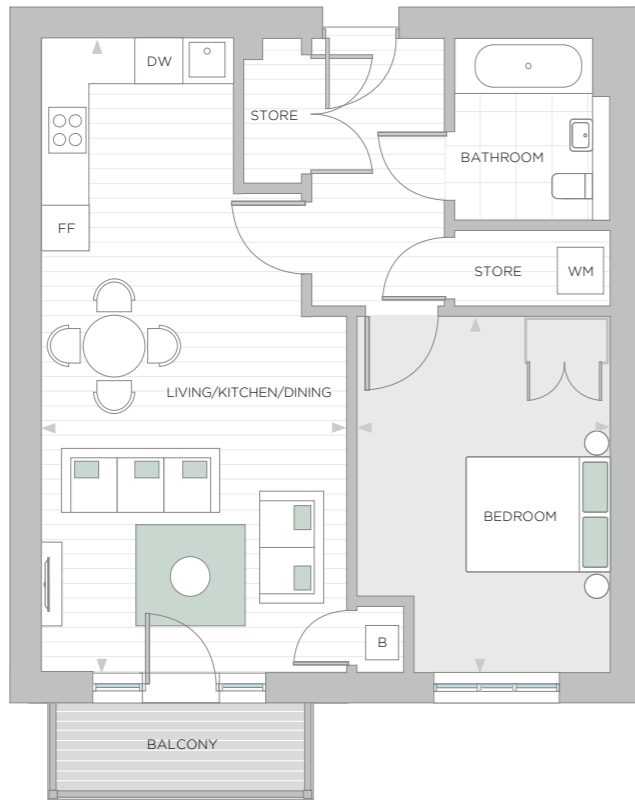 DW
STORE
BATHROOM
FF
STORE
WM
LIVING/KITCHEN/DINING
BEDROOM
B
BALCONY